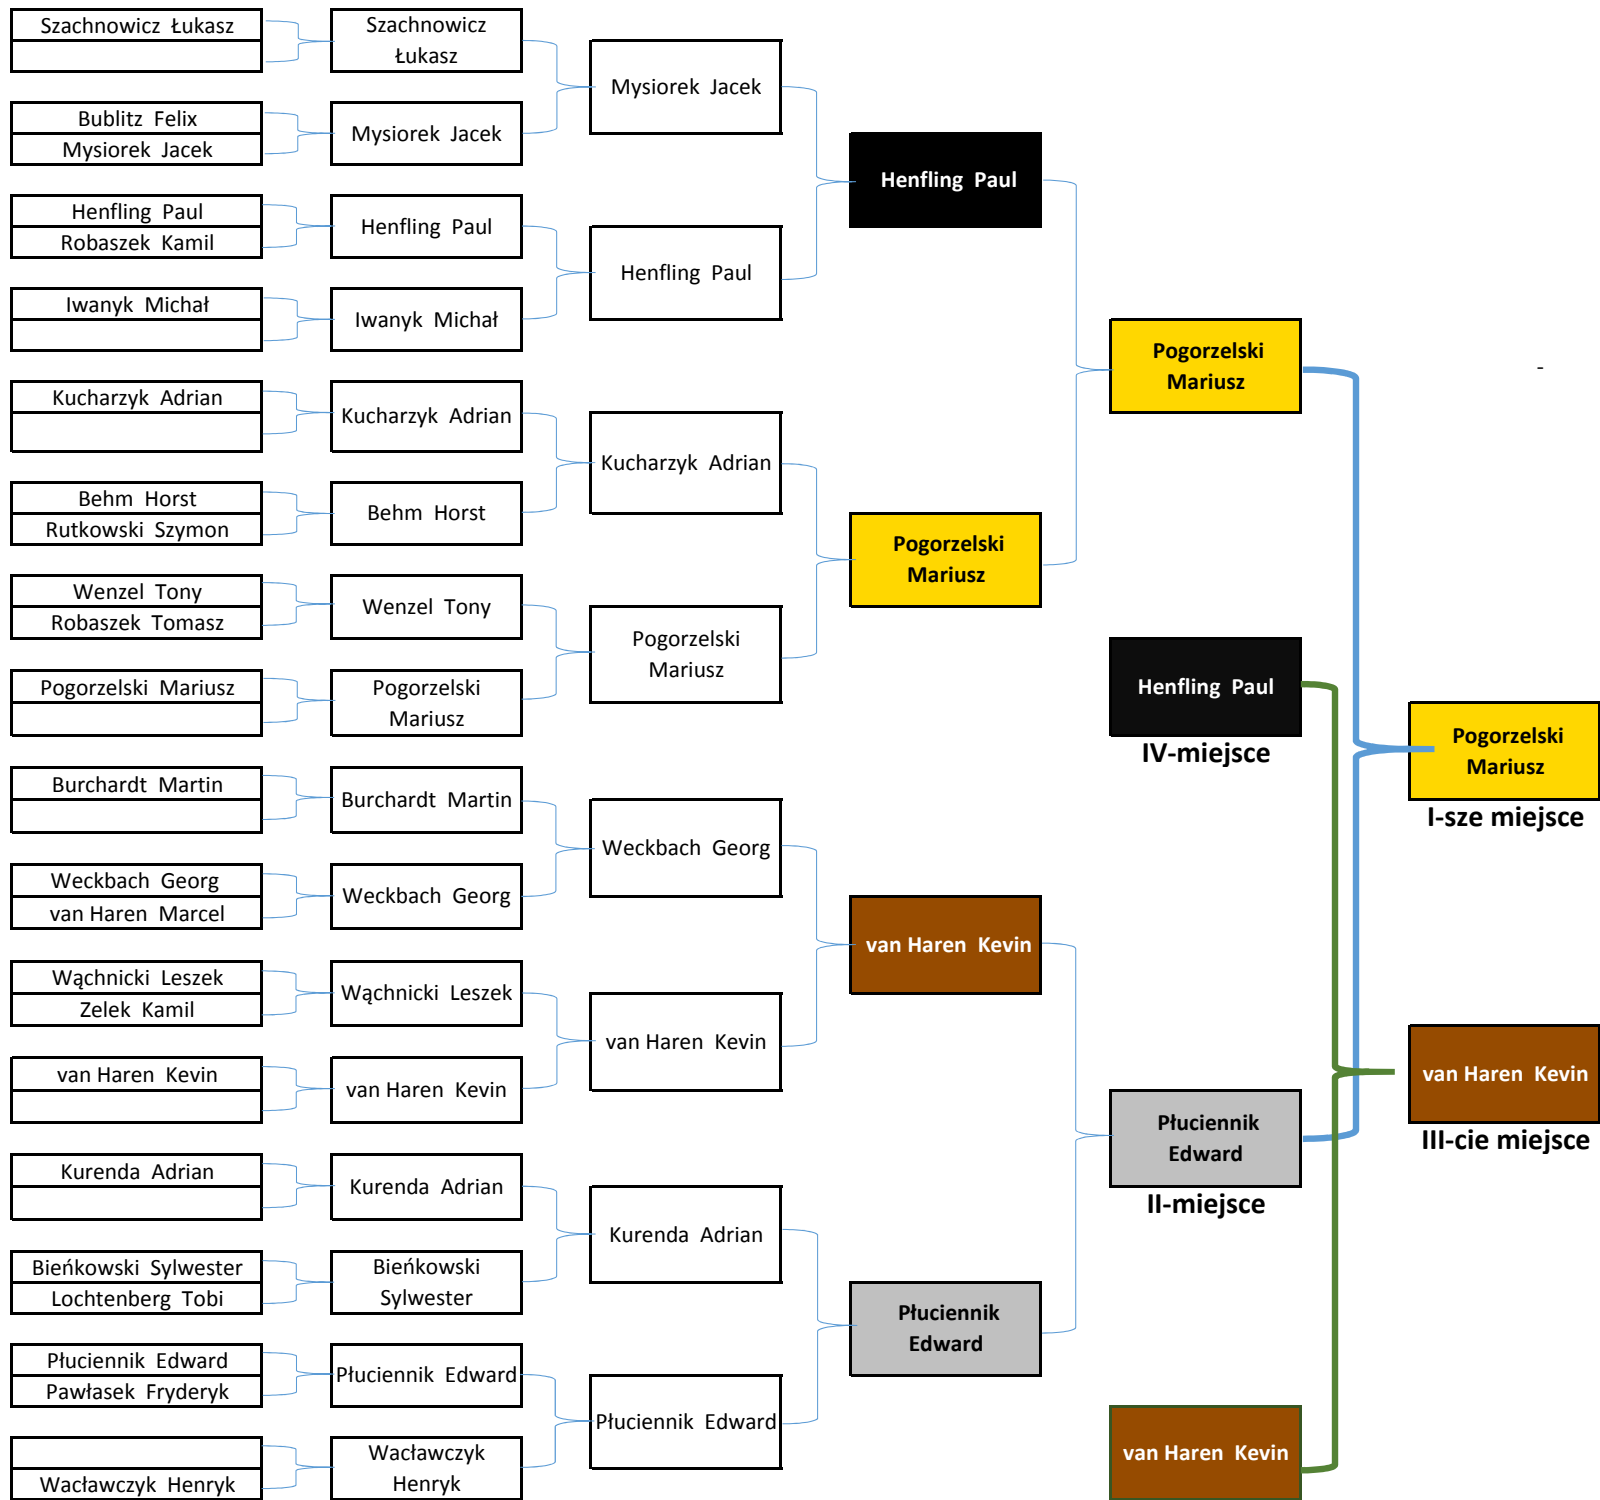 Szachnowicz Łukasz
Bublitz Felix
Mysiorek Jacek
Henfling Paul
Robaszek Kamil
Iwanyk Michał
Kucharzyk Adrian
Behm Horst
Rutkowski Szymon
Wenzel Tony
Robaszek Tomasz
Pogorzelski Mariusz
Burchardt Martin
Weckbach Georg
van Haren Marcel
Wąchnicki Leszek
Zelek Kamil
van Haren Kevin
Kurenda Adrian
Bieńkowski Sylwester
Lochtenberg Tobi
Płuciennik Edward
Pawłasek Fryderyk
Wacławczyk Henryk
Szachnowicz
Łukasz
Mysiorek Jacek
Henfling Paul
Iwanyk Michał
Kucharzyk Adrian
Behm Horst
Wenzel Tony
Pogorzelski
Mariusz
Burchardt Martin
Weckbach Georg
Wąchnicki Leszek
van Haren Kevin
Kurenda Adrian
Bieńkowski
Sylwester
Płuciennik Edward
Wacławczyk
Henryk
Mysiorek Jacek
Henfling Paul
Kucharzyk Adrian
Pogorzelski
Mariusz
Weckbach Georg
van Haren Kevin
Kurenda Adrian
Płuciennik Edward
Henfling Paul
Pogorzelski
Mariusz
van Haren Kevin
Płuciennik
Edward
Pogorzelski
Mariusz
Henfling Paul
IV-miejsce
Płuciennik
Edward
II-miejsce
van Haren Kevin
-
Pogorzelski
Mariusz
I-sze miejsce
van Haren Kevin
III-cie miejsce